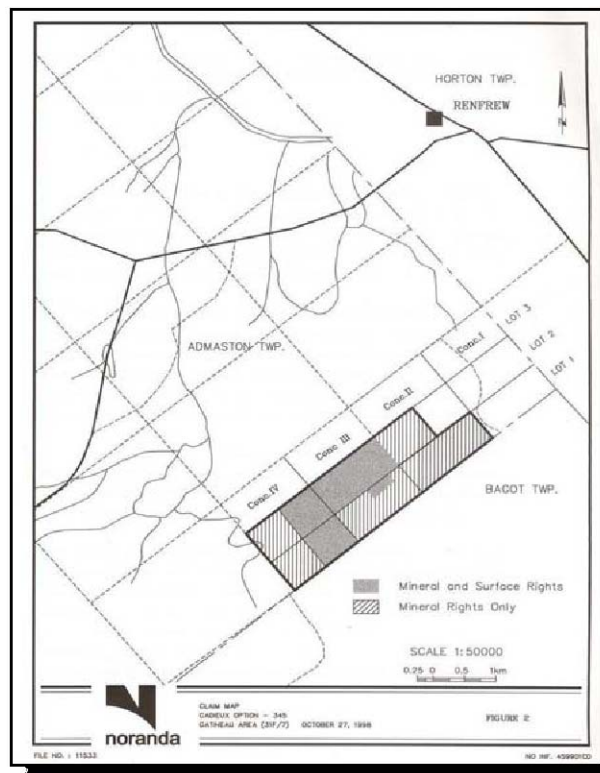 HORTON TWP.
RENFREW
N
ADMASTON TWP.
Conc. I
LOT 3
LOT 2
LOT 1
Conc. II
Conc. III
Conc. IV
BAGOT TWP.
Mineral and Surface Rights
Mineral Rights Only
SCALE 1:50000
0.25 0 0.5 1km
noranda
CLAIM MAP
CADIEUX OPTION - 345
GATINEAU AREA (31F/7) OCTOBER 27, 1998
FIGURE 2
FILE NO. : 11533